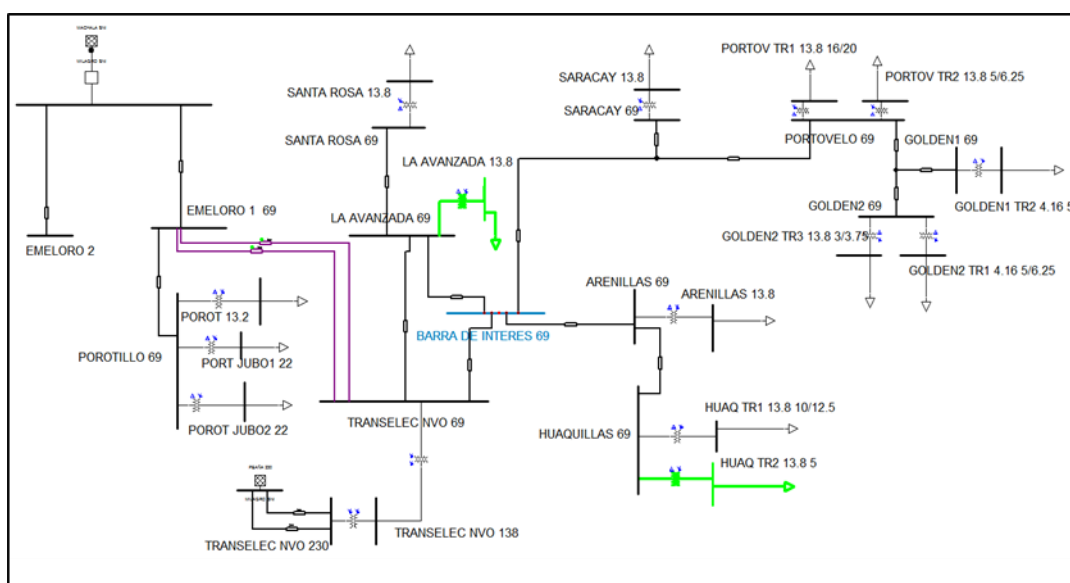 MACHALA SIN
MILAGRO SIN
EMELORO 2
EMELORO 1 69
POROTILLO 69
POROT 13.2
PORT JUBO1 22
POROT JUBO2 22
SANTA ROSA 13.8
SANTA ROSA 69
LA AVANZADA 13.8
LA AVANZADA 69
BARRA DE INTERES 69
TRANSELEC NVO 69
TRANSELEC NVO 138
TRANSELEC NVO 230
SARACAY 13.8
SARACAY 69
PORTOV TR1 13.8 16/20
PORTOV TR2 13.8 5/6.25
PORTOVELO 69
GOLDEN1 69
GOLDEN1 TR2 4.16 5
GOLDEN2 69
GOLDEN2 TR3 13.8 3/3.75
GOLDEN2 TR1 4.16 5/6.25
ARENILLAS 69
ARENILLAS 13.8
HUAQUILLAS 69
HUAQ TR1 13.8 10/12.5
HUAQ TR2 13.8 5